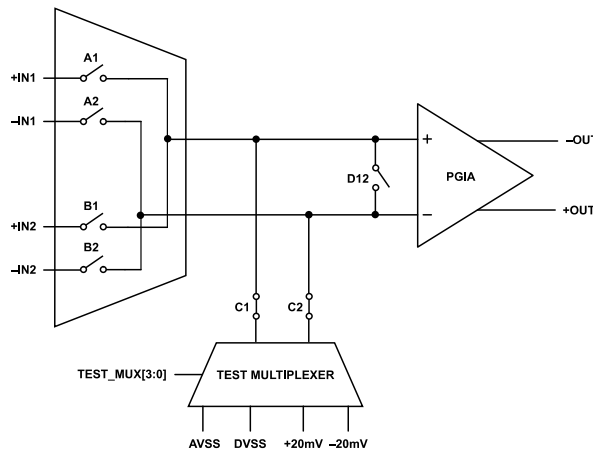 A1
+IN1
A2
–IN1
+
–OUT
D12
PGIA
B1
+IN2
–
+OUT
B2
–IN2
C1
C2
TEST_MUX[3:0]
TEST MULTIPLEXER
AVSS DVSS +20mV –20mV